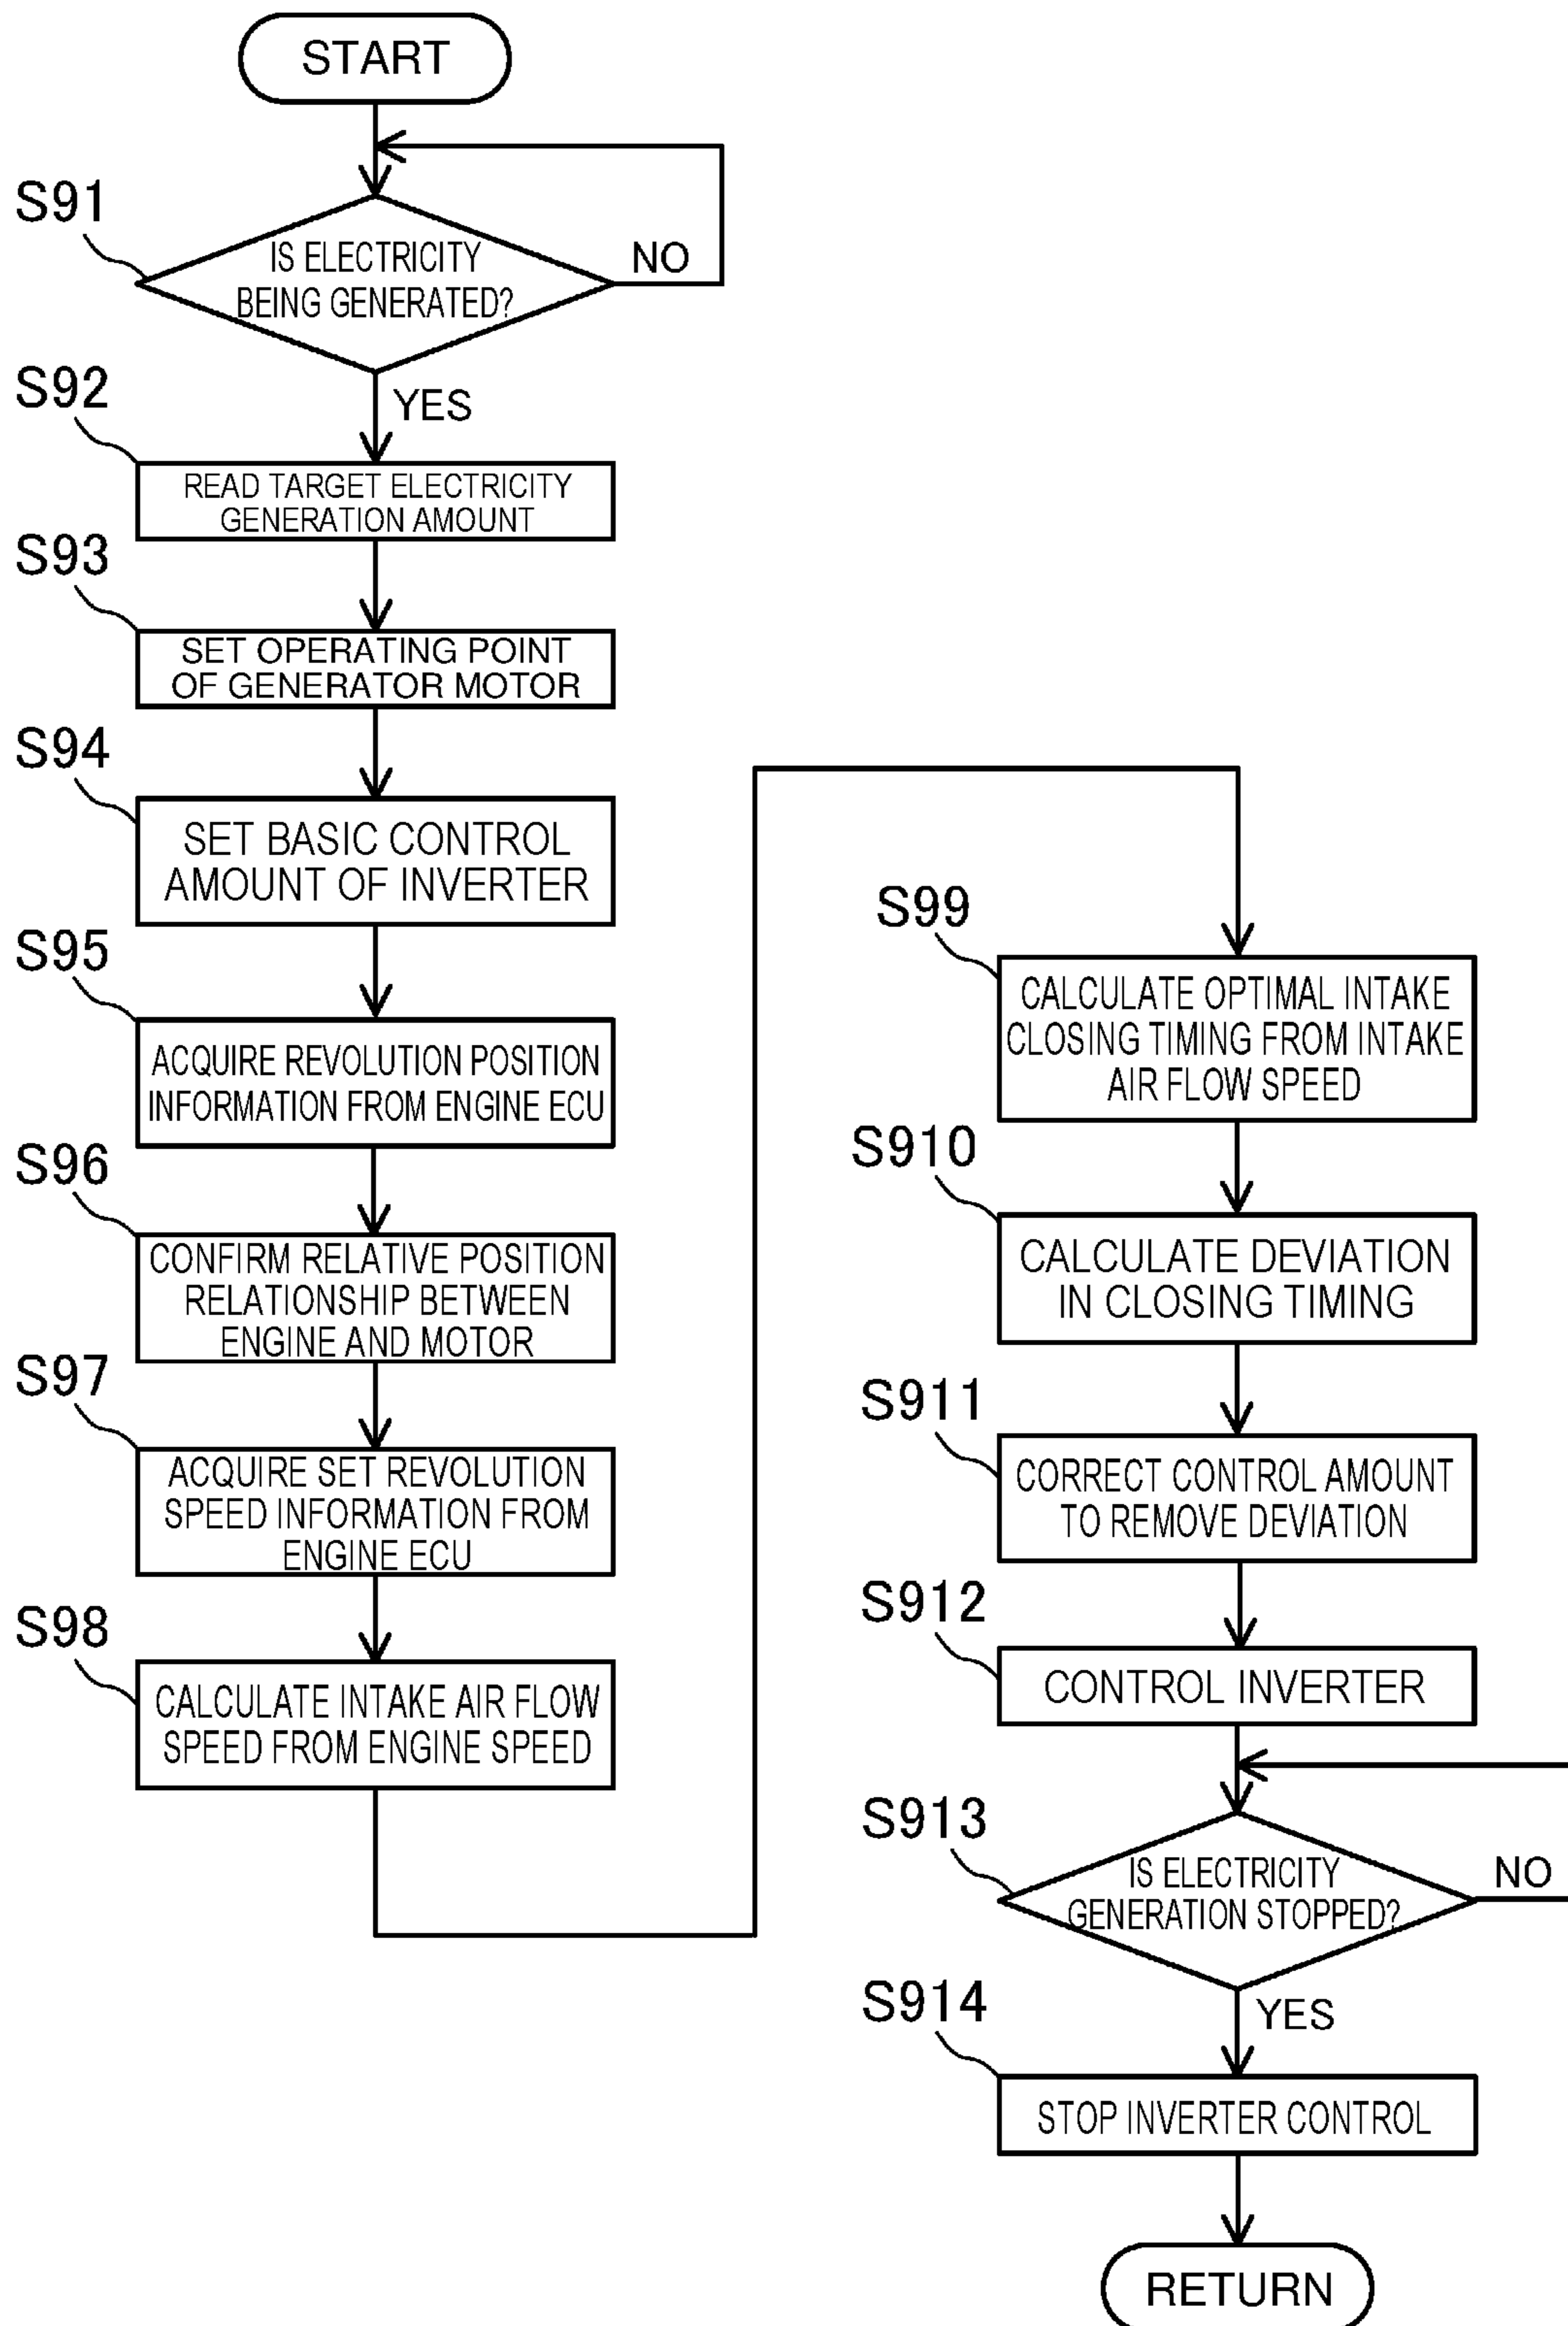 START
S91
IS ELECTRICITY
BEING GENERATED?
NO
YES
S92
READ TARGET ELECTRICITY
GENERATION AMOUNT
S93
SET OPERATING POINT
OF GENERATOR MOTOR
S94
SET BASIC CONTROL
AMOUNT OF INVERTER
S95
ACQUIRE REVOLUTION POSITION
INFORMATION FROM ENGINE ECU
S96
CONFIRM RELATIVE POSITION
RELATIONSHIP BETWEEN
ENGINE AND MOTOR
S97
ACQUIRE SET REVOLUTION
SPEED INFORMATION FROM
ENGINE ECU
S98
CALCULATE INTAKE AIR FLOW
SPEED FROM ENGINE SPEED
S99
CALCULATE OPTIMAL INTAKE
CLOSING TIMING FROM INTAKE
AIR FLOW SPEED
S910
CALCULATE DEVIATION
IN CLOSING TIMING
S911
CORRECT CONTROL AMOUNT
TO REMOVE DEVIATION
S912
CONTROL INVERTER
S913
IS ELECTRICITY
GENERATION STOPPED?
NO
YES
S914
STOP INVERTER CONTROL
RETURN